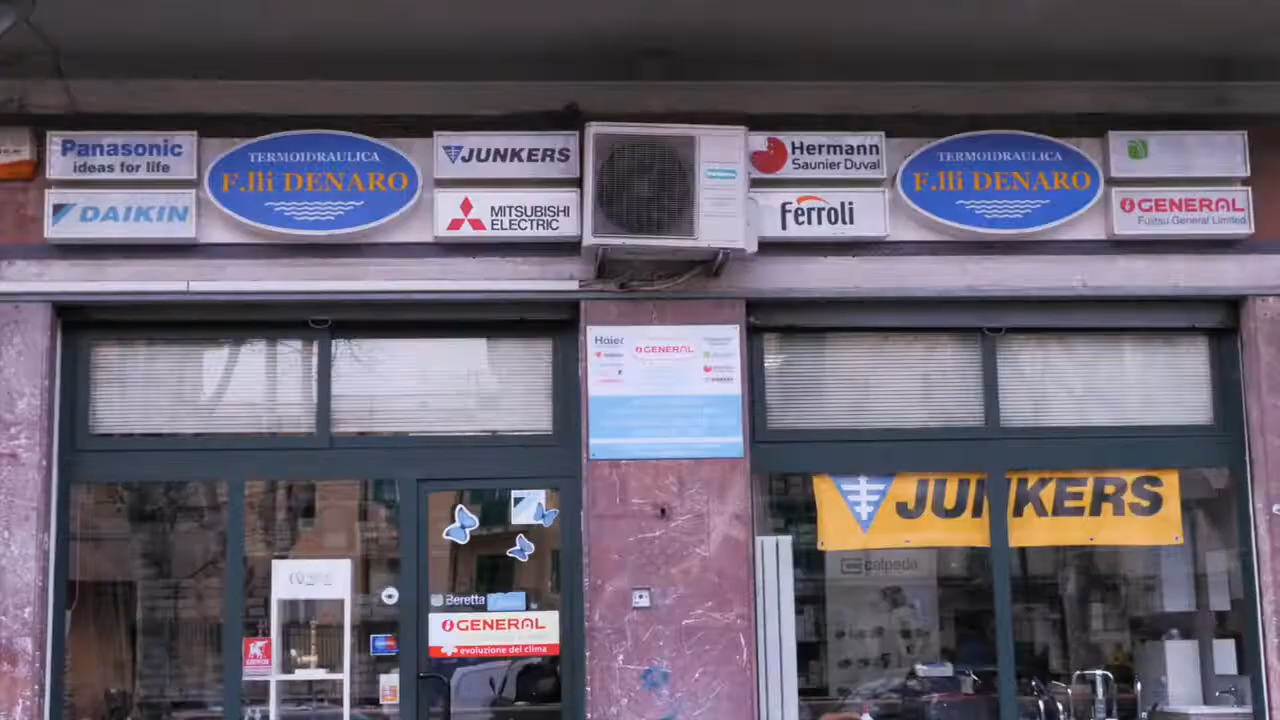 Panasonic
ideas for life
DAIKIN
TERMOIDRAULICA
F.lli DENARO
JUNKERS
MITSUBISHI
ELECTRIC
Hermann
Saunier Duval
Ferroli
TERMOIDRAULICA
F.lli DENARO
GENERAL
Fujitsu General Limited
Haier
GENERAL
JUNKERS
calpeda
Beretta
GENERAL
evoluzione del clima